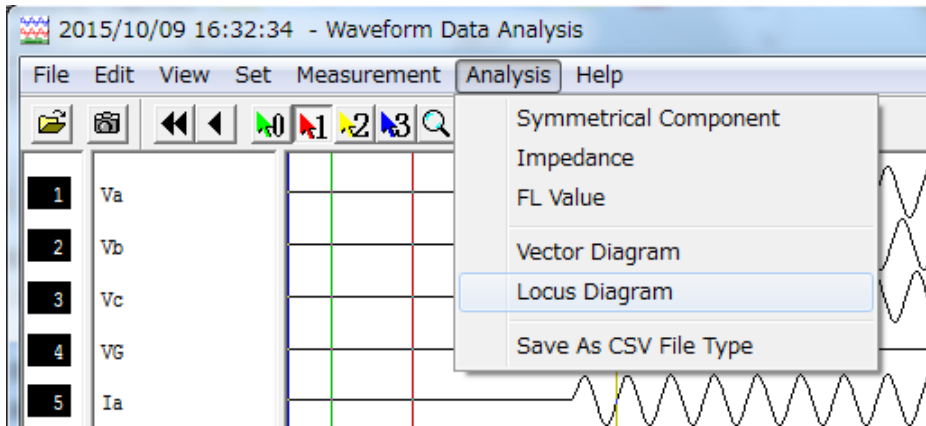 2015/10/09 16:32:34 - Waveform Data Analysis
File Edit View Set Measurement Analysis Help
0 1 2 3
Symmetrical Component
Impedance
FL Value
Vector Diagram
Locus Diagram
Save As CSV File Type
1 Va
2 Vb
3 Vc
4 VG
5 Ia